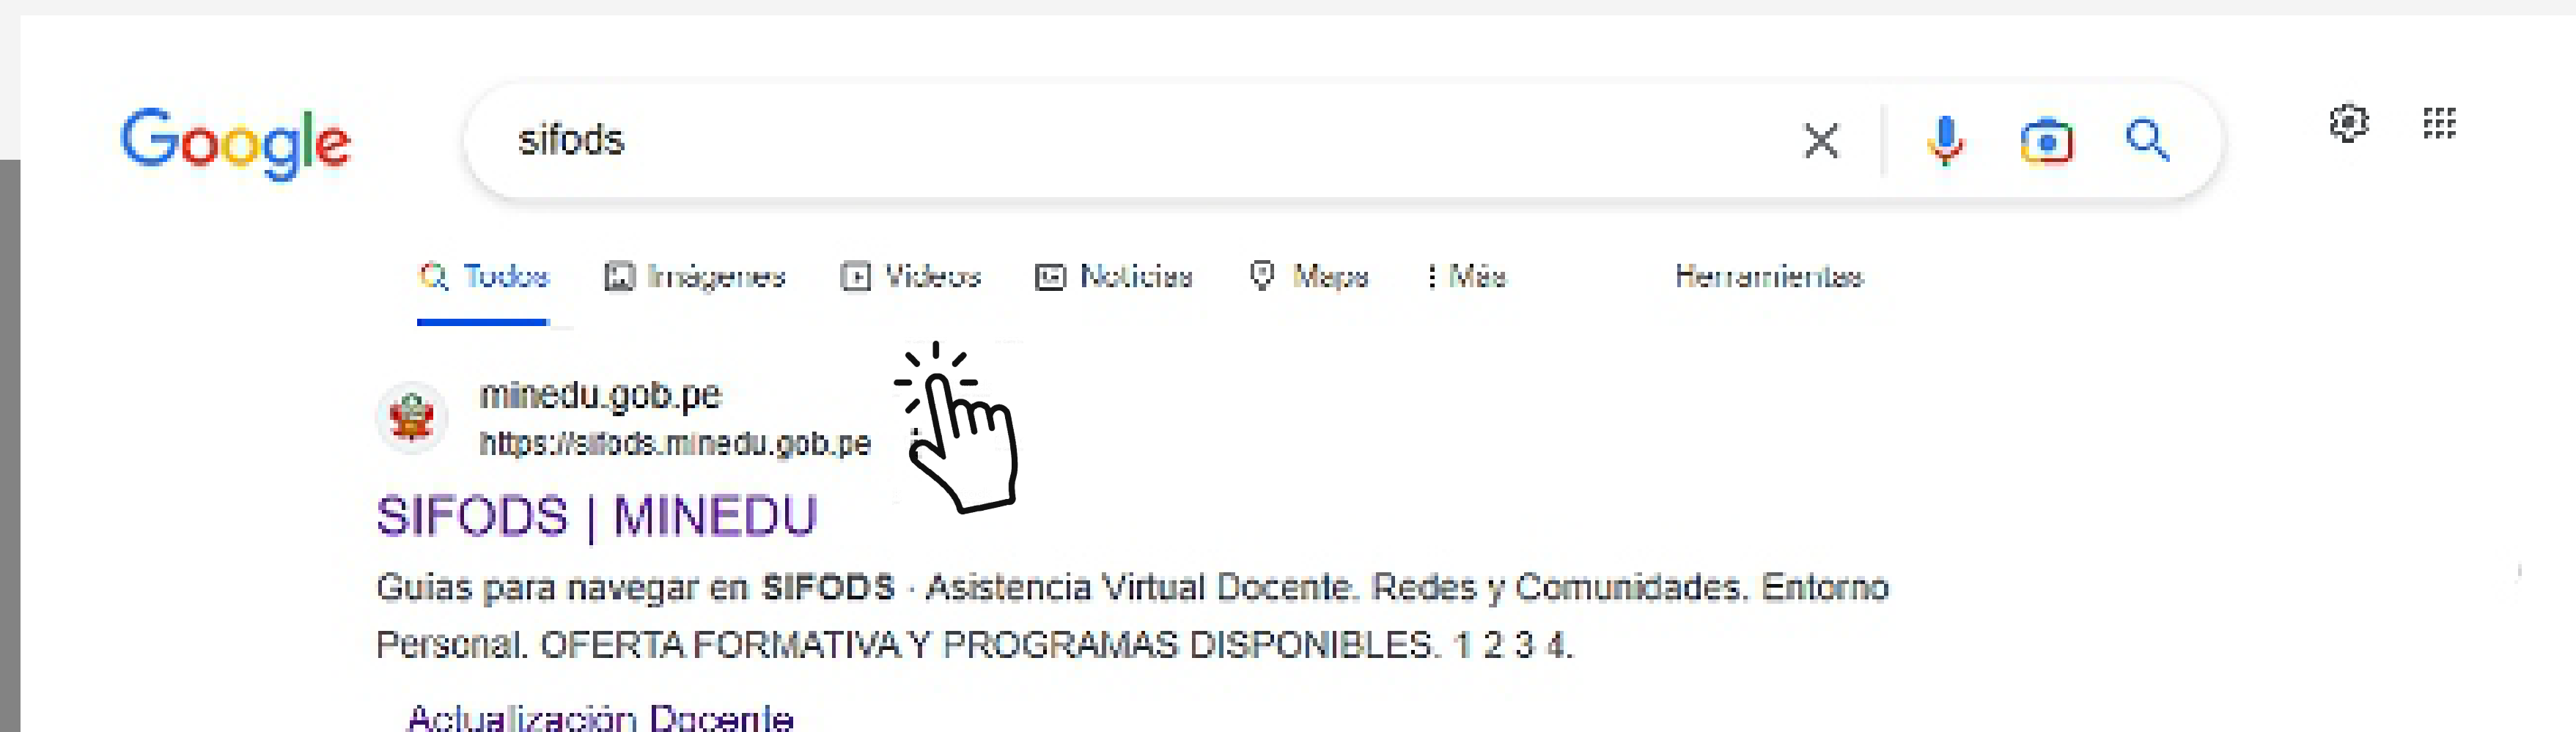 Google
sifods
Todos Imágenes Videos Noticias Maps Más Herramientas
minedu.gob.pe
https://sifods.minedu.gob.pe
SIFODS | MINEDU
Guías para navegar en SIFODS · Asistencia Virtual Docente. Redes y Comunidades. Entorno
Personal. OFERTA FORMATIVA Y PROGRAMAS DISPONIBLES. 1 2 3 4.
Actualización Docente